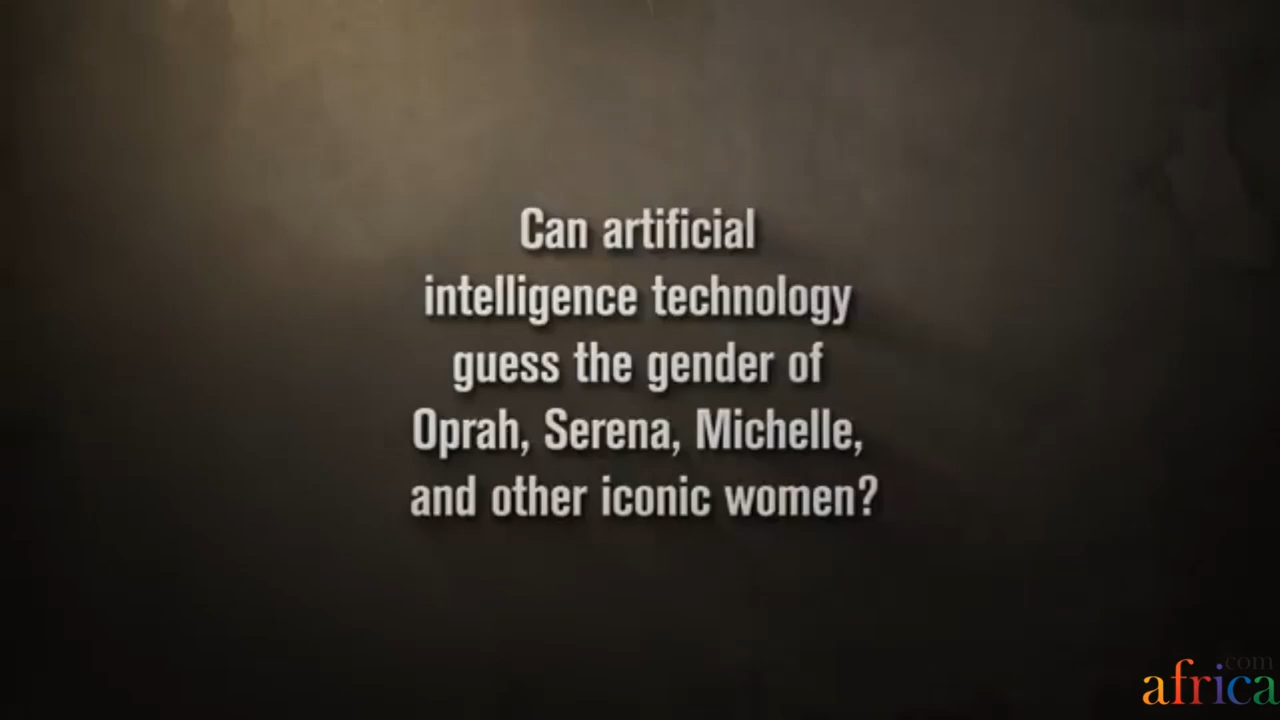 Can artificial
intelligence technology
guess the gender of
Oprah, Serena, Michelle,
and other iconic women?
.com
africa